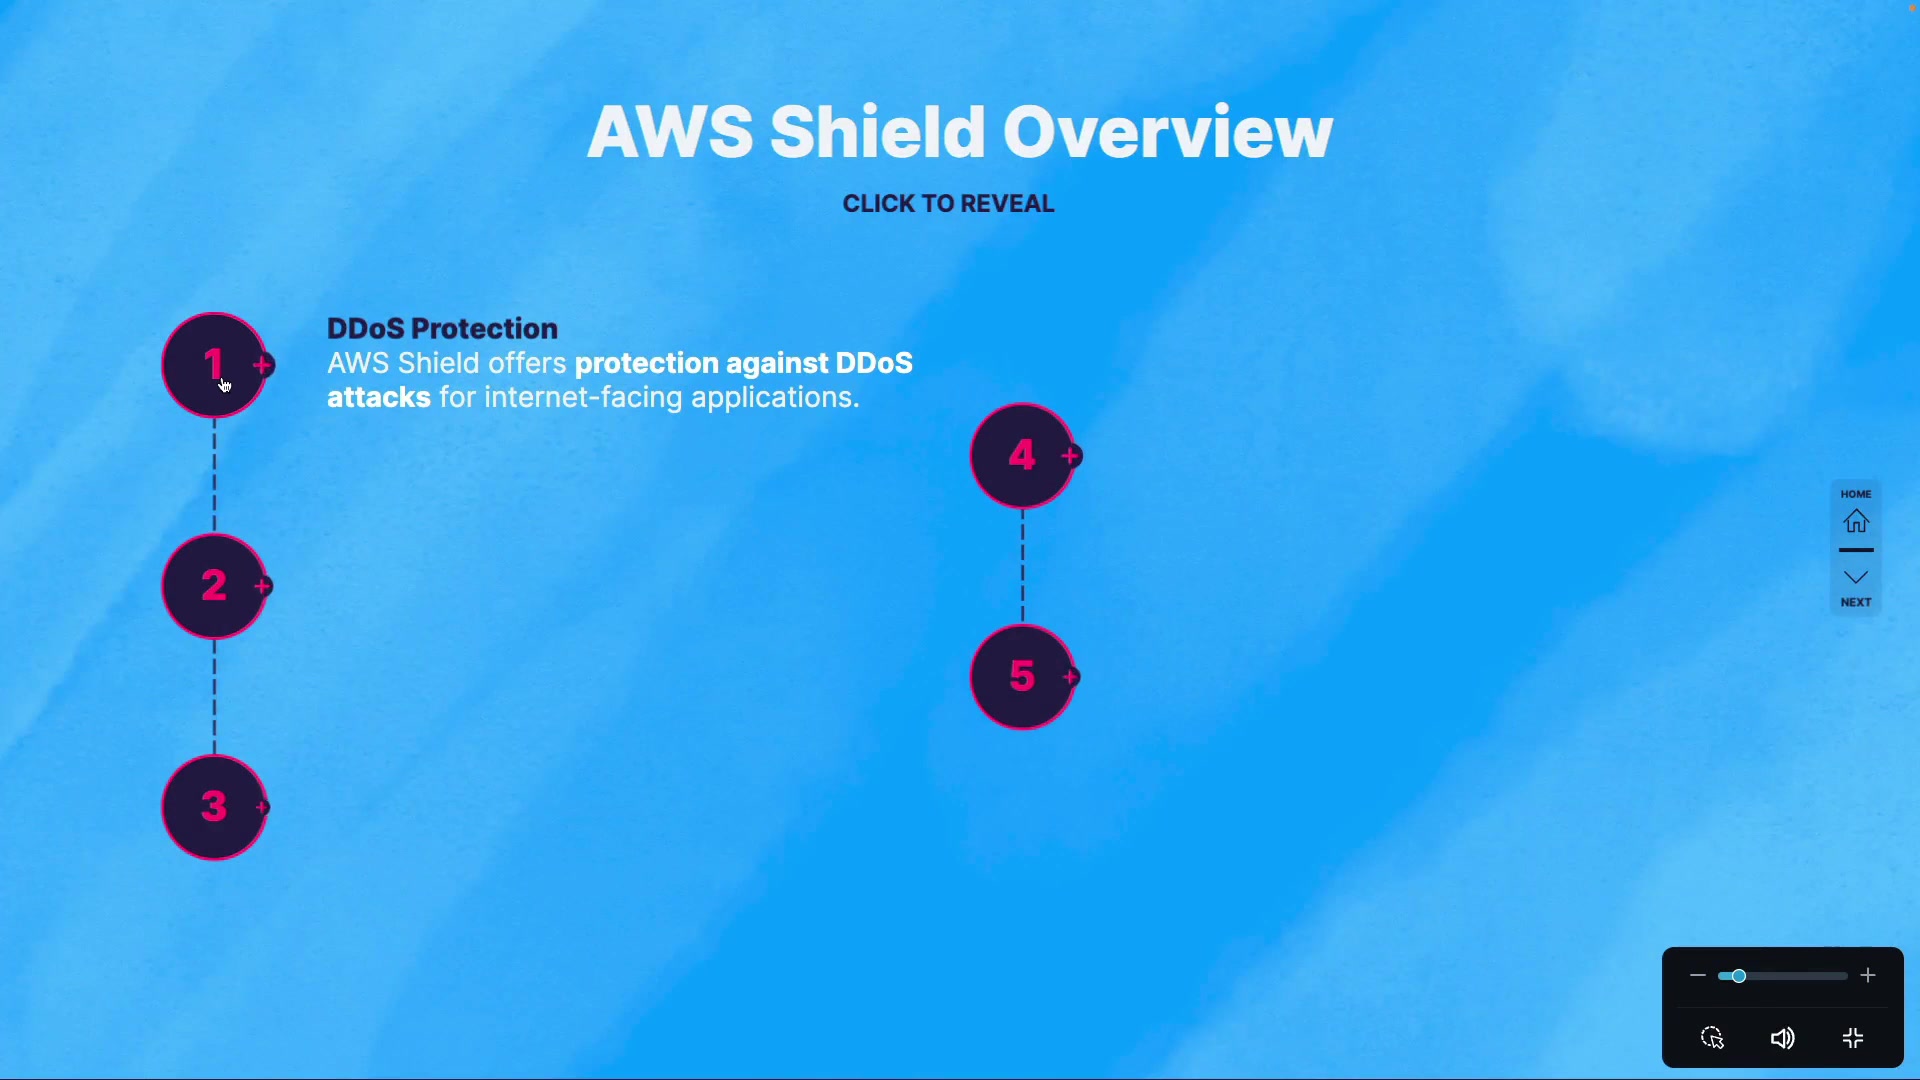 AWS Shield Overview
CLICK TO REVEAL
1
DDoS Protection
AWS Shield offers protection against DDoS
attacks for internet-facing applications.
2
3
4
5
HOME
NEXT